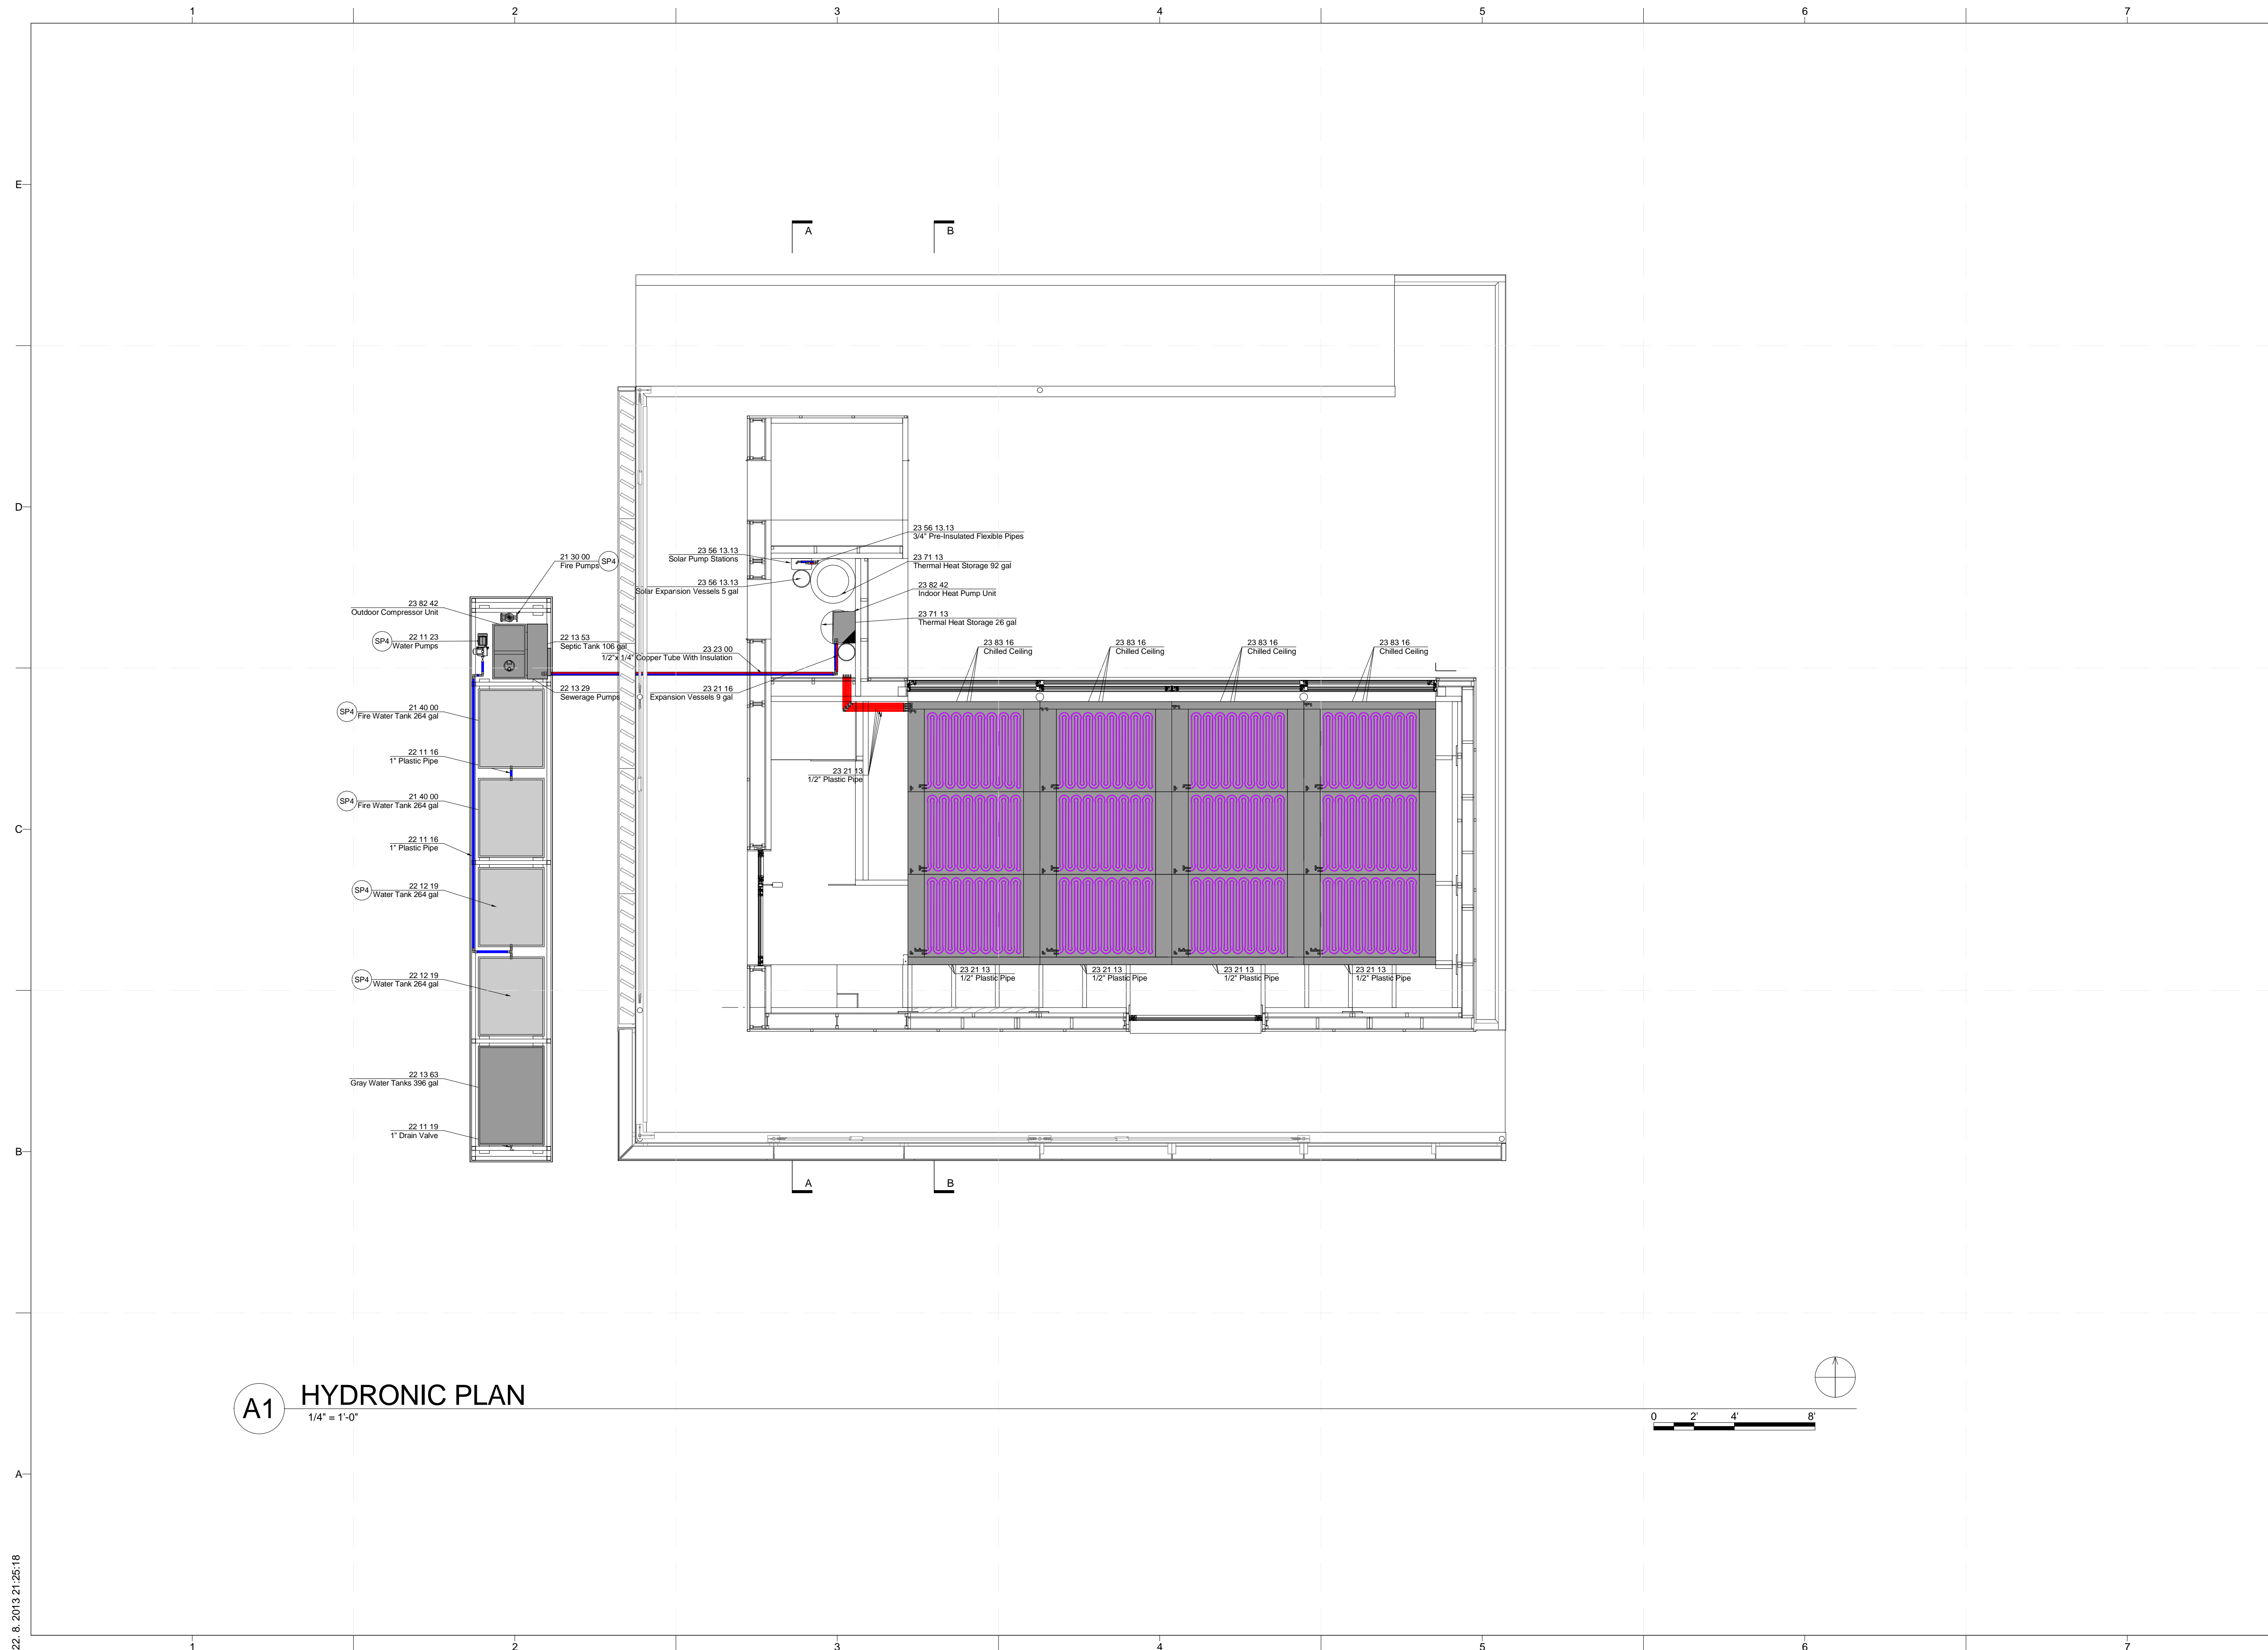 1 2 3 4 5 6 7
E
A B
D
23 56 13.13
3/4" Pre-Insulated Flexible Pipes
23 56 13.13
Solar Pump Stations
21 30 00
Fire Pumps
SP4
23 71 13
Thermal Heat Storage 92 gal
23 56 13.13
Solar Expansion Vessels 5 gal
23 82 42
Indoor Heat Pump Unit
23 82 42
Outdoor Compressor Unit
23 71 13
Thermal Heat Storage 26 gal
SP4
22 11 23
Water Pumps
22 13 53
Septic Tank 106 gal
23 23 00
1/2"x 1/4" Copper Tube With Insulation
23 83 16
Chilled Ceiling
23 83 16
Chilled Ceiling
23 83 16
Chilled Ceiling
23 83 16
Chilled Ceiling
22 13 29
Sewerage Pumps
23 21 16
Expansion Vessels 9 gal
SP4
21 40 00
Fire Water Tank 264 gal
22 11 16
1" Plastic Pipe
23 21 13
1/2" Plastic Pipe
SP4
21 40 00
Fire Water Tank 264 gal
C
22 11 16
1" Plastic Pipe
SP4
22 12 19
Water Tank 264 gal
SP4
22 12 19
Water Tank 264 gal
23 21 13
1/2" Plastic Pipe
23 21 13
1/2" Plastic Pipe
23 21 13
1/2" Plastic Pipe
23 21 13
1/2" Plastic Pipe
22 13 63
Gray Water Tanks 396 gal
22 11 19
1" Drain Valve
B
A B
A1
HYDRONIC PLAN
1/4" = 1'-0"
0 2' 4' 8'
A
22. 8. 2013 21:25:18
1 2 3 4 5 6 7